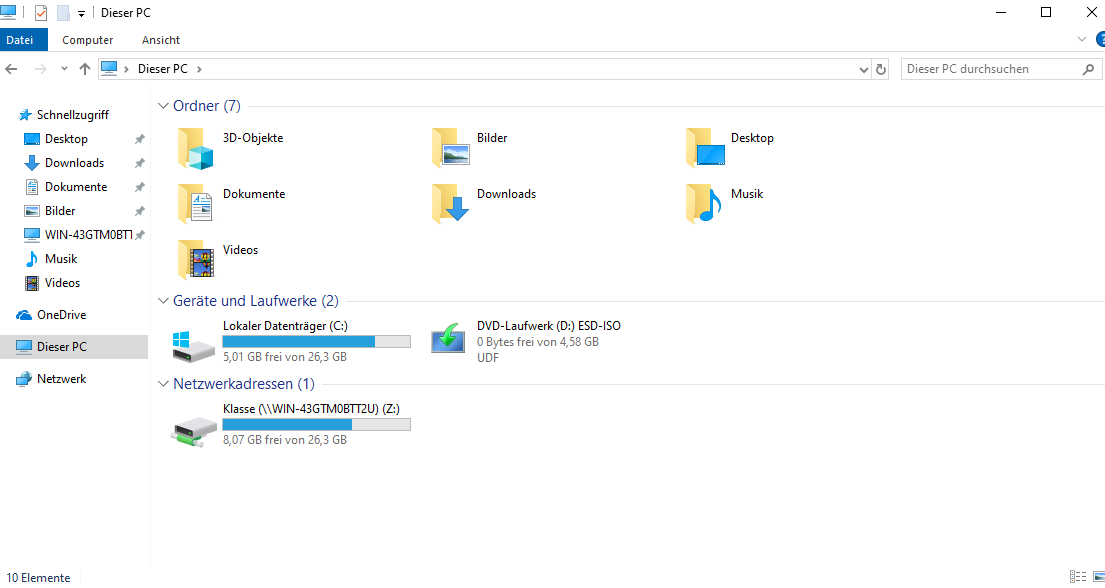 Dieser PC
Datei Computer Ansicht
Dieser PC
Dieser PC durchsuchen
Schnellzugriff
Desktop
Downloads
Dokumente
Bilder
WIN-43GTM0BTT
Musik
Videos
OneDrive
Dieser PC
Netzwerk
Ordner (7)
3D-Objekte
Bilder
Desktop
Dokumente
Downloads
Musik
Videos
Geräte und Laufwerke (2)
Lokaler Datenträger (C:)
5,01 GB frei von 26,3 GB
DVD-Laufwerk (D:) ESD-ISO
0 Bytes frei von 4,58 GB
UDF
Netzwerkadressen (1)
Klasse (\\WIN-43GTM0BTT2U) (Z:)
8,07 GB frei von 26,3 GB
10 Elemente